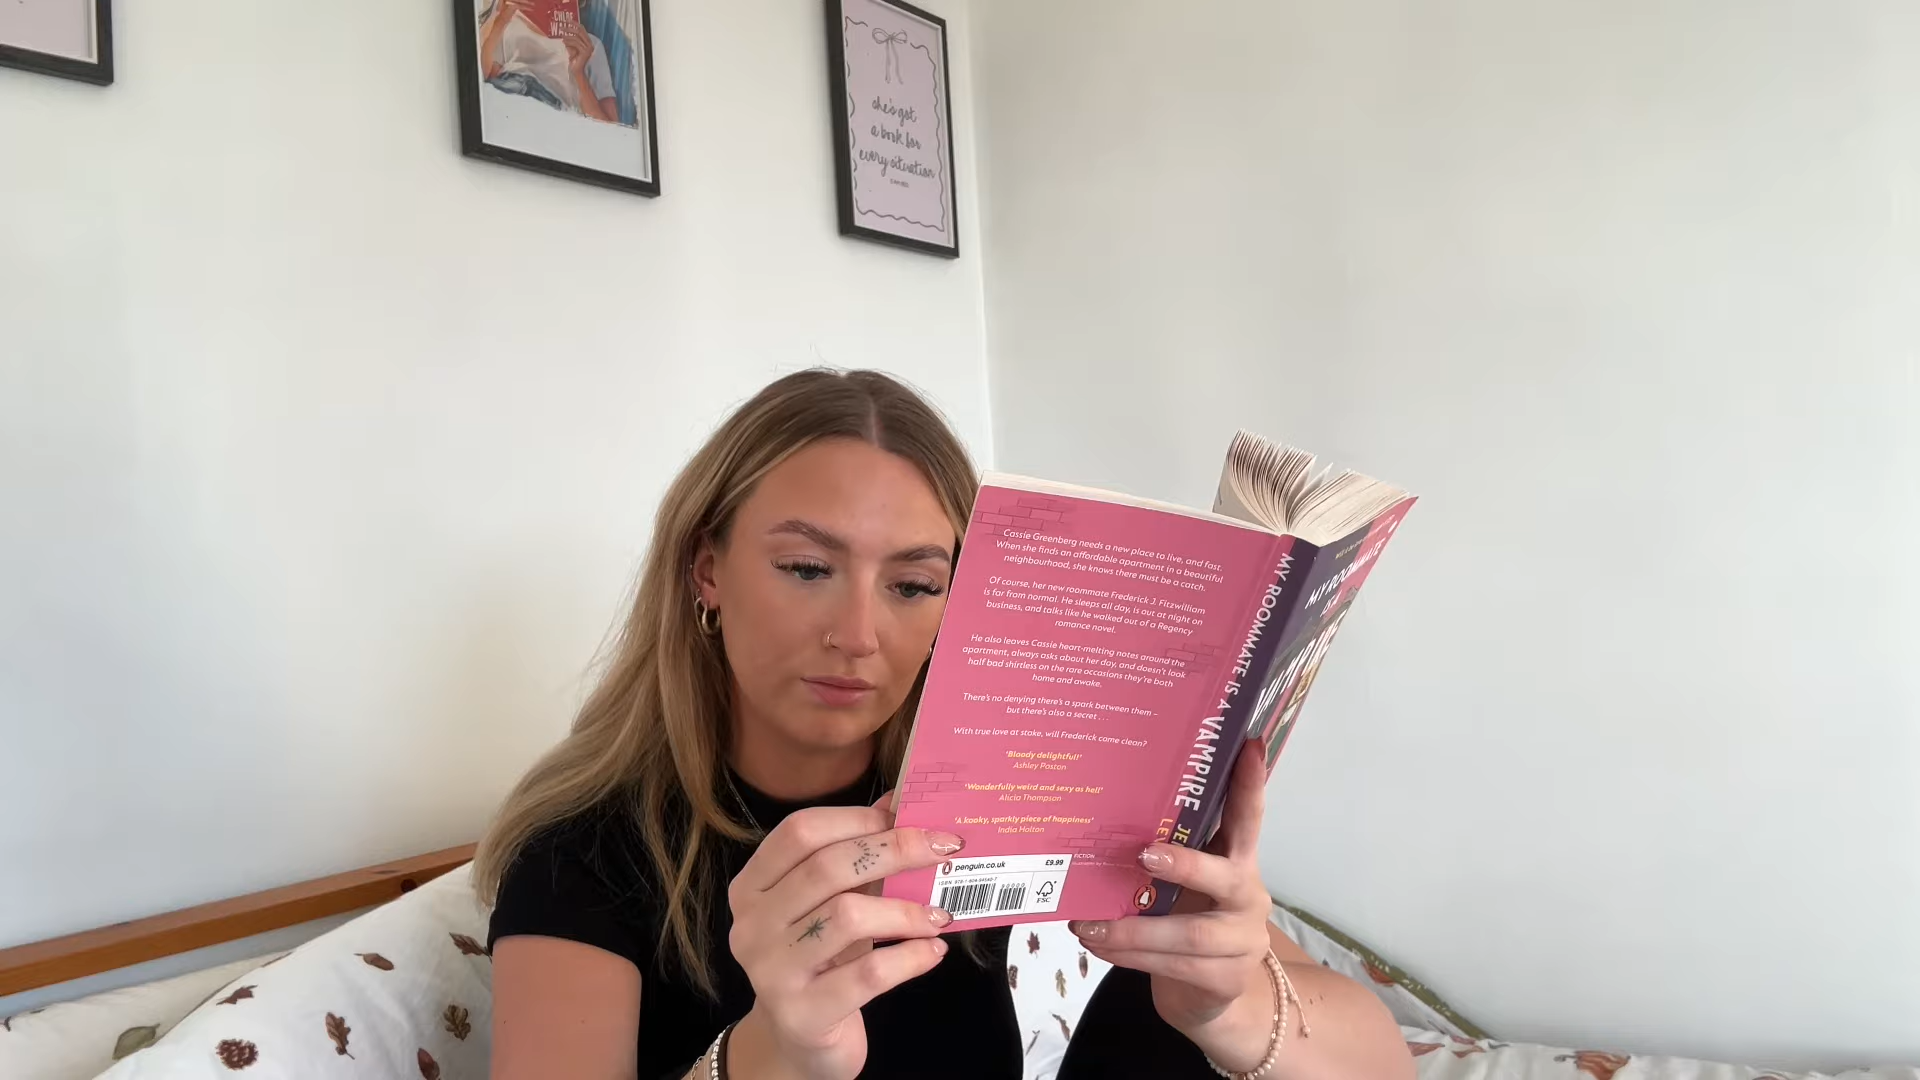 CHLOE
she's got
a book for
every situation
Cassie Greenberg needs a new place to live, and fast.
When she finds an affordable apartment in a beautiful
neighbourhood, she knows there must be a catch.
Of course, her new roommate Frederick J. Fitzwilliam
is far from normal. He sleeps all day, is out at night on
business, and talks like he walked out of a Regency
romance novel.
He also leaves Cassie heart-melting notes around the
apartment, always asks about her day, and doesn't look
half bad shirtless on the rare occasions they're both
home and awake.
There's no denying there's a spark between them –
but there's also a secret . . .
With true love at stake, will Frederick come clean?
'Bloody delightful!'
Ashley Poston
'Wonderfully weird and sexy as hell'
Alicia Thompson
'A kooky, sparkly piece of happiness'
India Holton
penguin.co.uk
£9.99
FICTION
90000
FSC
MY ROOMMATE IS A VAMPIRE
MY ROOMMATE
IS A